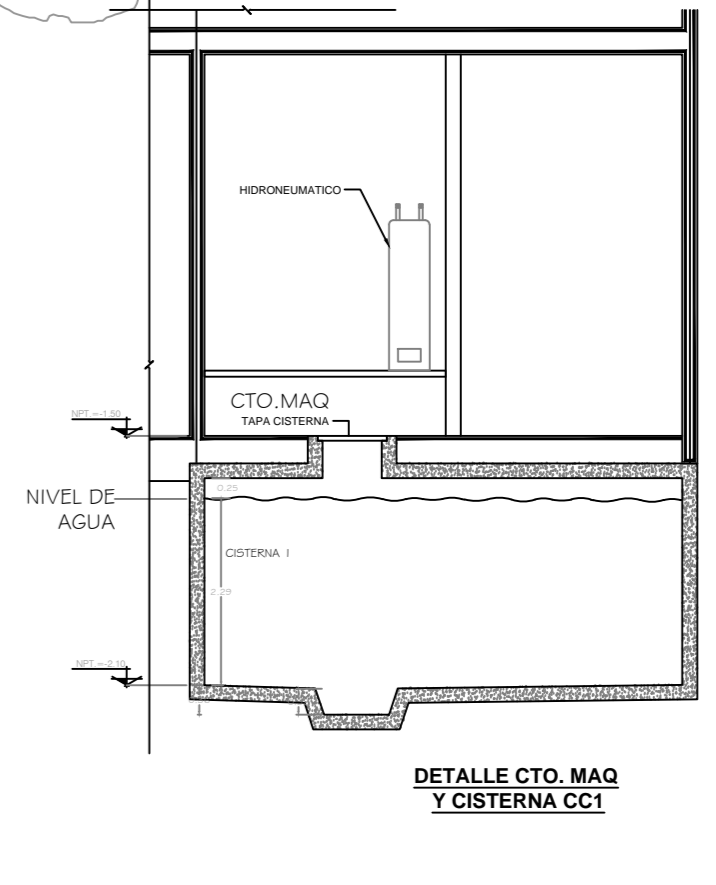 HIDRONEUMATICO
CTO.MAQ
TAPA CISTERNA
NPT.=-1.50
NIVEL DE
AGUA
0.25
CISTERNA 1
2.29
NPT.=-2.10
DETALLE CTO. MAQ
Y CISTERNA CC1